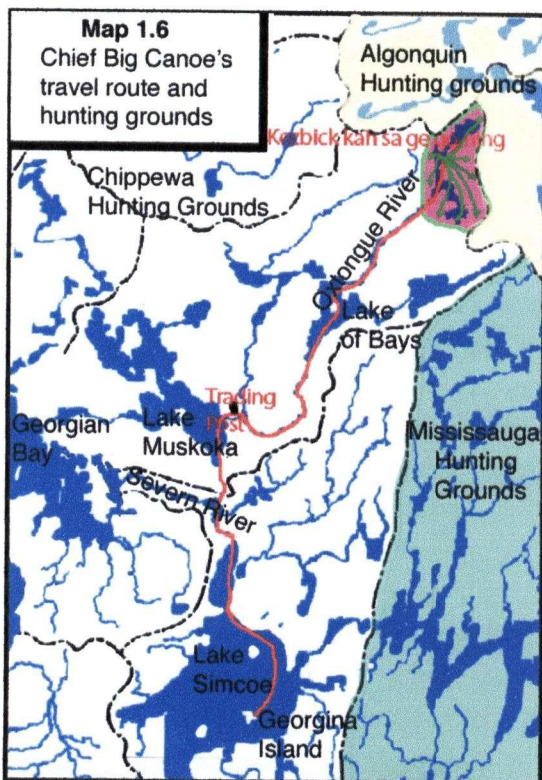 Map 1.6
Chief Big Canoe's
travel route and
hunting grounds
Algonquin
Hunting grounds
Chippewa
Hunting Grounds
Oxtongue River
Lake
of Bays
Trading
Post
Lake
Muskoka
Georgian
Bay
Severn River
Mississauga
Hunting
Grounds
Lake
Simcoe
Georgina
Island